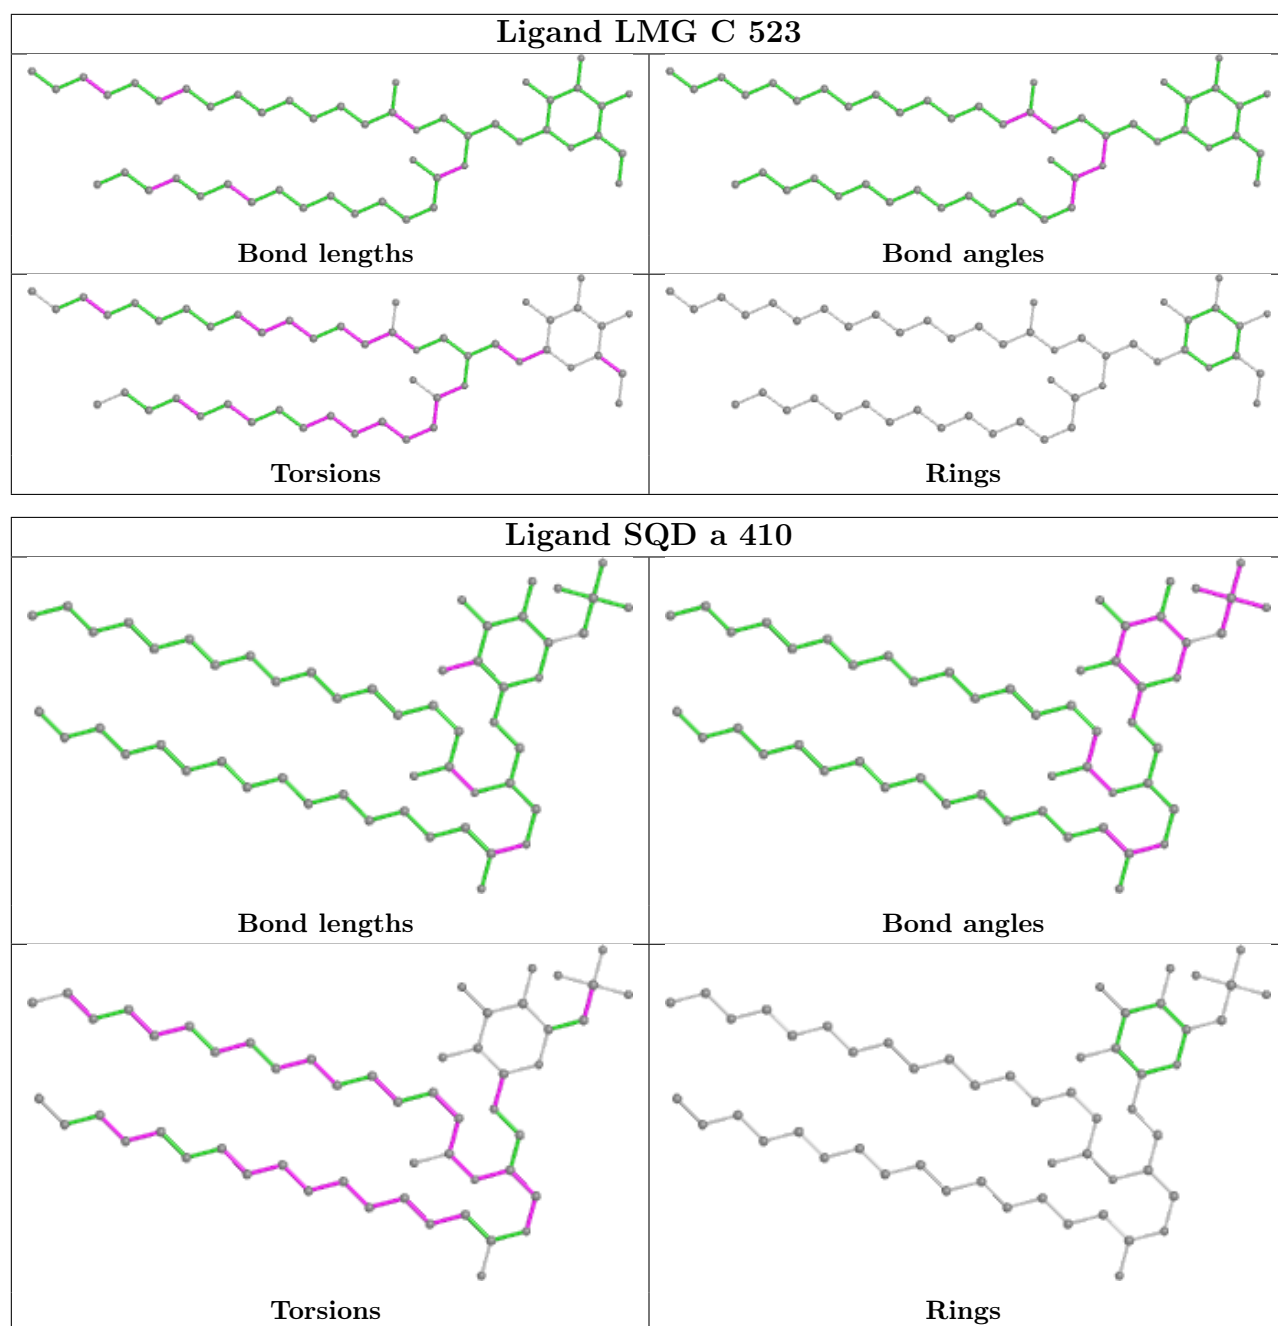 Ligand LMG C 523
Bond lengths
Bond angles
Torsions
Rings
Ligand SQD a 410
Bond lengths
Bond angles
Torsions
Rings